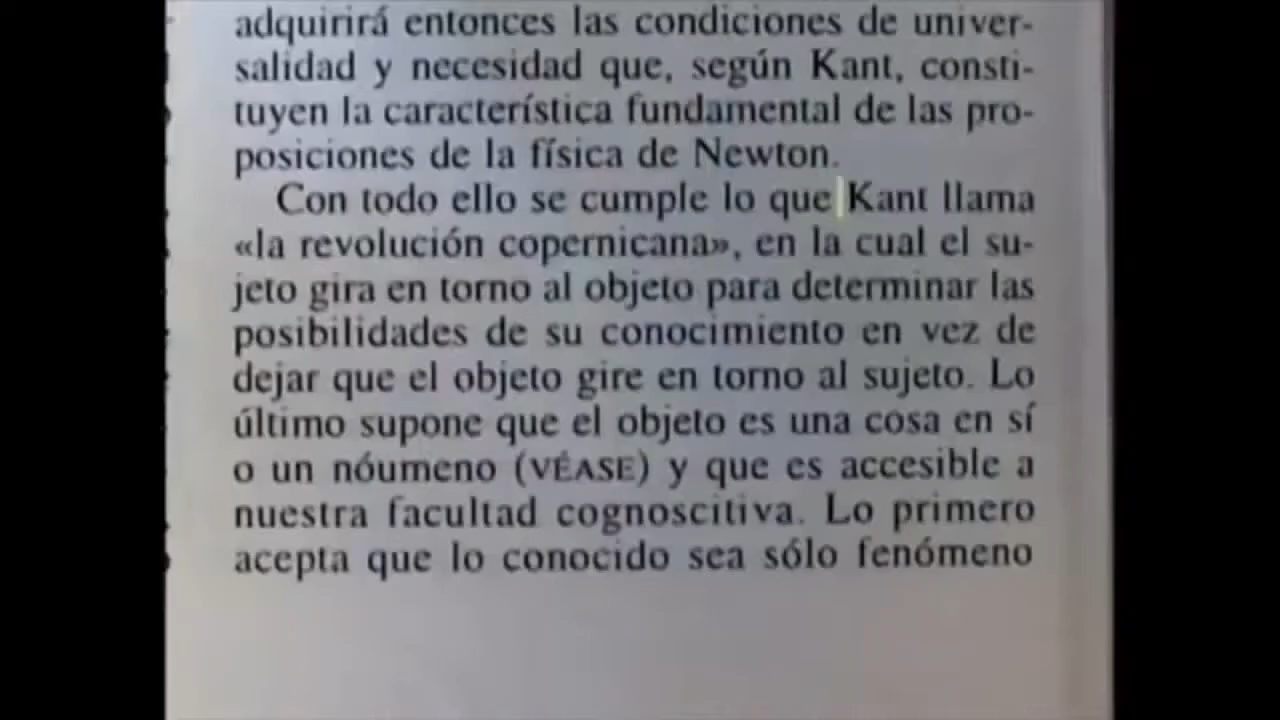 adquirirá entonces las condiciones de univer-
salidad y necesidad que, según Kant, consti-
tuyen la característica fundamental de las pro-
posiciones de la física de Newton.
Con todo ello se cumple lo que Kant llama
«la revolución copernicana», en la cual el su-
jeto gira en torno al objeto para determinar las
posibilidades de su conocimiento en vez de
dejar que el objeto gire en torno al sujeto. Lo
último supone que el objeto es una cosa en sí
o un nóumeno (VÉASE) y que es accesible a
nuestra facultad cognoscitiva. Lo primero
acepta que lo conocido sea sólo fenómeno